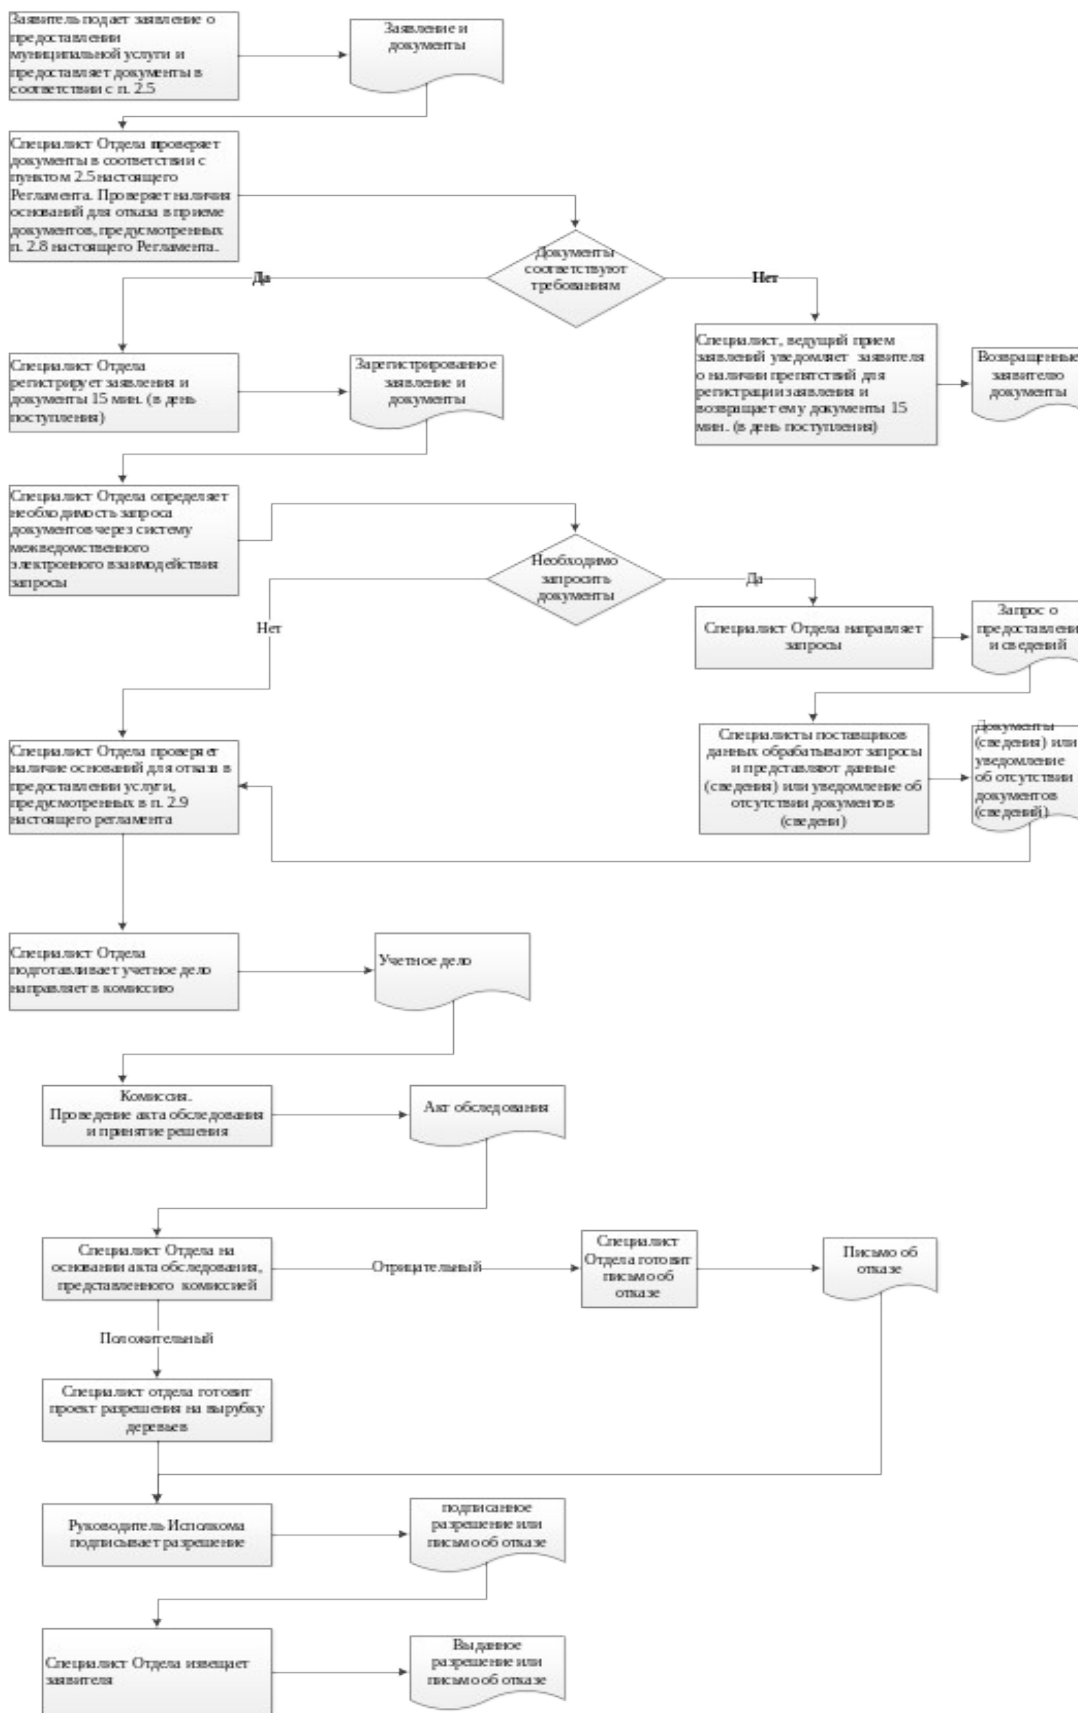 Заявитель подает заявление о
предоставлении
муниципальной услуги и
предоставляет документы в
соответствии с п. 2.5
Заявление и
документы
Специалист Отдела проверяет
документы в соответствии с
пунктом 2.5 настоящего
Регламента. Проверяет наличия
оснований для отказа в приеме
документов, предусмотренных
п. 2.8 настоящего Регламента.
Документы
соответствуют
требованиям
Да
Нет
Специалист Отдела
регистрирует заявления и
документы 15 мин. (в день
поступления)
Зарегистрированное
заявление и
документы
Специалист, ведущий прием
заявлений уведомляет заявителя
о наличии препятствий для
регистрации заявления и
возвращает ему документы 15
мин. (в день поступления)
Возвращенные
заявителю
документы
Специалист Отдела определяет
необходимость запроса
документов через систему
межведомственного
электронного взаимодействия
запросы
Необходимо
запросить
документы
Да
Нет
Специалист Отдела направляет
запросы
Запрос о
предоставлени
и сведений
Специалист Отдела проверяет
наличие оснований для отказа в
предоставлении услуги,
предусмотренных в п. 2.9
настоящего регламента
Специалисты поставщиков
данных обрабатывают запросы
и представляют данные
(сведения) или уведомление об
отсутствии документов
(сведени)
Документы
(сведения) или
уведомление
об отсутствии
документов
(сведений)
Специалист Отдела
подготавливает учетное дело
направляет в комиссию
Учетное дело
Комиссия.
Проведение акта обследования
и принятие решения
Акт обследования
Специалист Отдела на
основании акта обследования,
представленного комиссией
Отрицательный
Специалист
Отдела готовит
письмо об
отказе
Письмо об
отказе
Положительный
Специалист отдела готовит
проект разрешения на вырубку
деревьев
Руководитель Исполкома
подписывает разрешение
подписанное
разрешение или
письмо об отказе
Специалист Отдела извещает
заявителя
Выданное
разрешение или
письмо об отказе